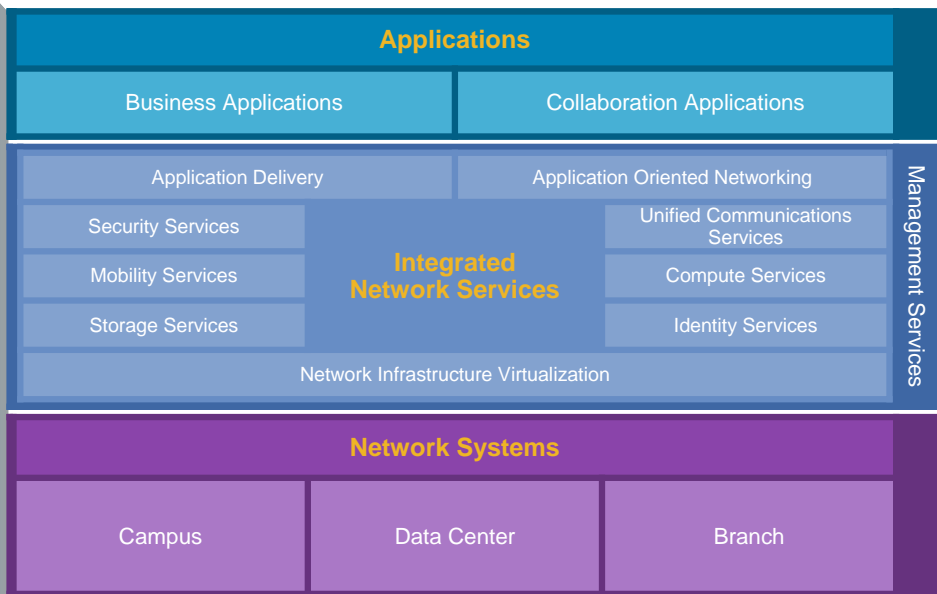 Applications
Business Applications
Collaboration Applications
Application Delivery
Application Oriented Networking
Security Services
Unified Communications
Services
Mobility Services
Integrated
Network Services
Compute Services
Storage Services
Identity Services
Network Infrastructure Virtualization
Management Services
Network Systems
Campus
Data Center
Branch